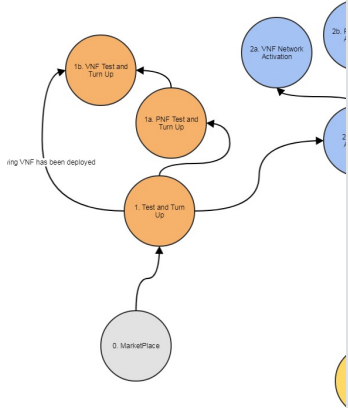 1b. VNF Test and
Turn Up
2a. VNF Network
Activation
2b.
1a. PNF Test and
Turn Up
VNF has been deployed
1. Test and Turn
Up
0. MarketPlace